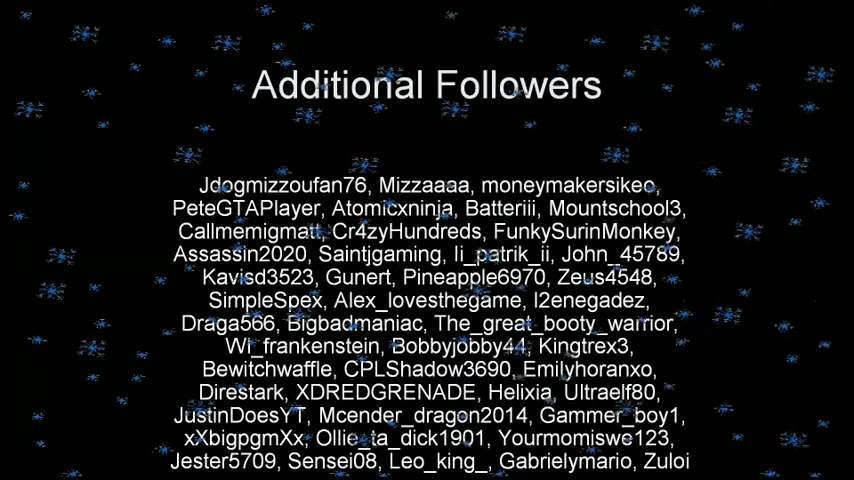 Additional Followers
Jdogmizzoufan76, Mizzaaaa, moneymakersikeo,
PeteGTAPlayer, Atomicxninja, Batteriii, Mountschool3,
Callmemigmatt, Cr4zyHundreds, FunkySurinMonkey,
Assassin2020, Saintjgaming, Ii_patrik_ii, John_45789,
Kavisd3523, Gunert, Pineapple6970, Zeus4548,
SimpleSpex, Alex_lovesthegame, I2enegadez,
Draga566, Bigbadmaniac, The_great_booty_warrior,
Wi_frankenstein, Bobbyjobby44, Kingtrex3,
Bewitchwaffle, CPLShadow3690, Emilyhoranxo,
Direstark, XDREDGRENADE, Helixia, Ultraelf80,
JustinDoesYT, Mcender_dragen2014, Gammer_boy1,
xXbigpgmXx, Ollie_ta_dick1901, Yourmomiswe123,
Jester5709, Sensei08, Leo_king_, Gabrielymario, Zuloi